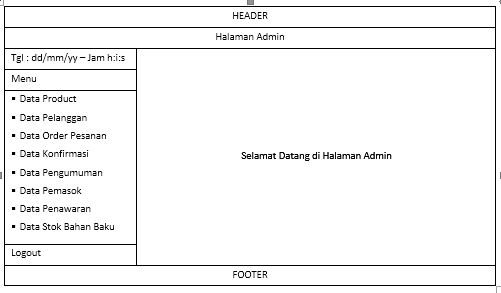 HEADER
Halaman Admin
Tgl : dd/mm/yy – Jam h:i:s
Menu
▪ Data Product
▪ Data Pelanggan
▪ Data Order Pesanan
▪ Data Konfirmasi
▪ Data Pengumuman
▪ Data Pemasok
▪ Data Penawaran
▪ Data Stok Bahan Baku
Selamat Datang di Halaman Admin
Logout
FOOTER